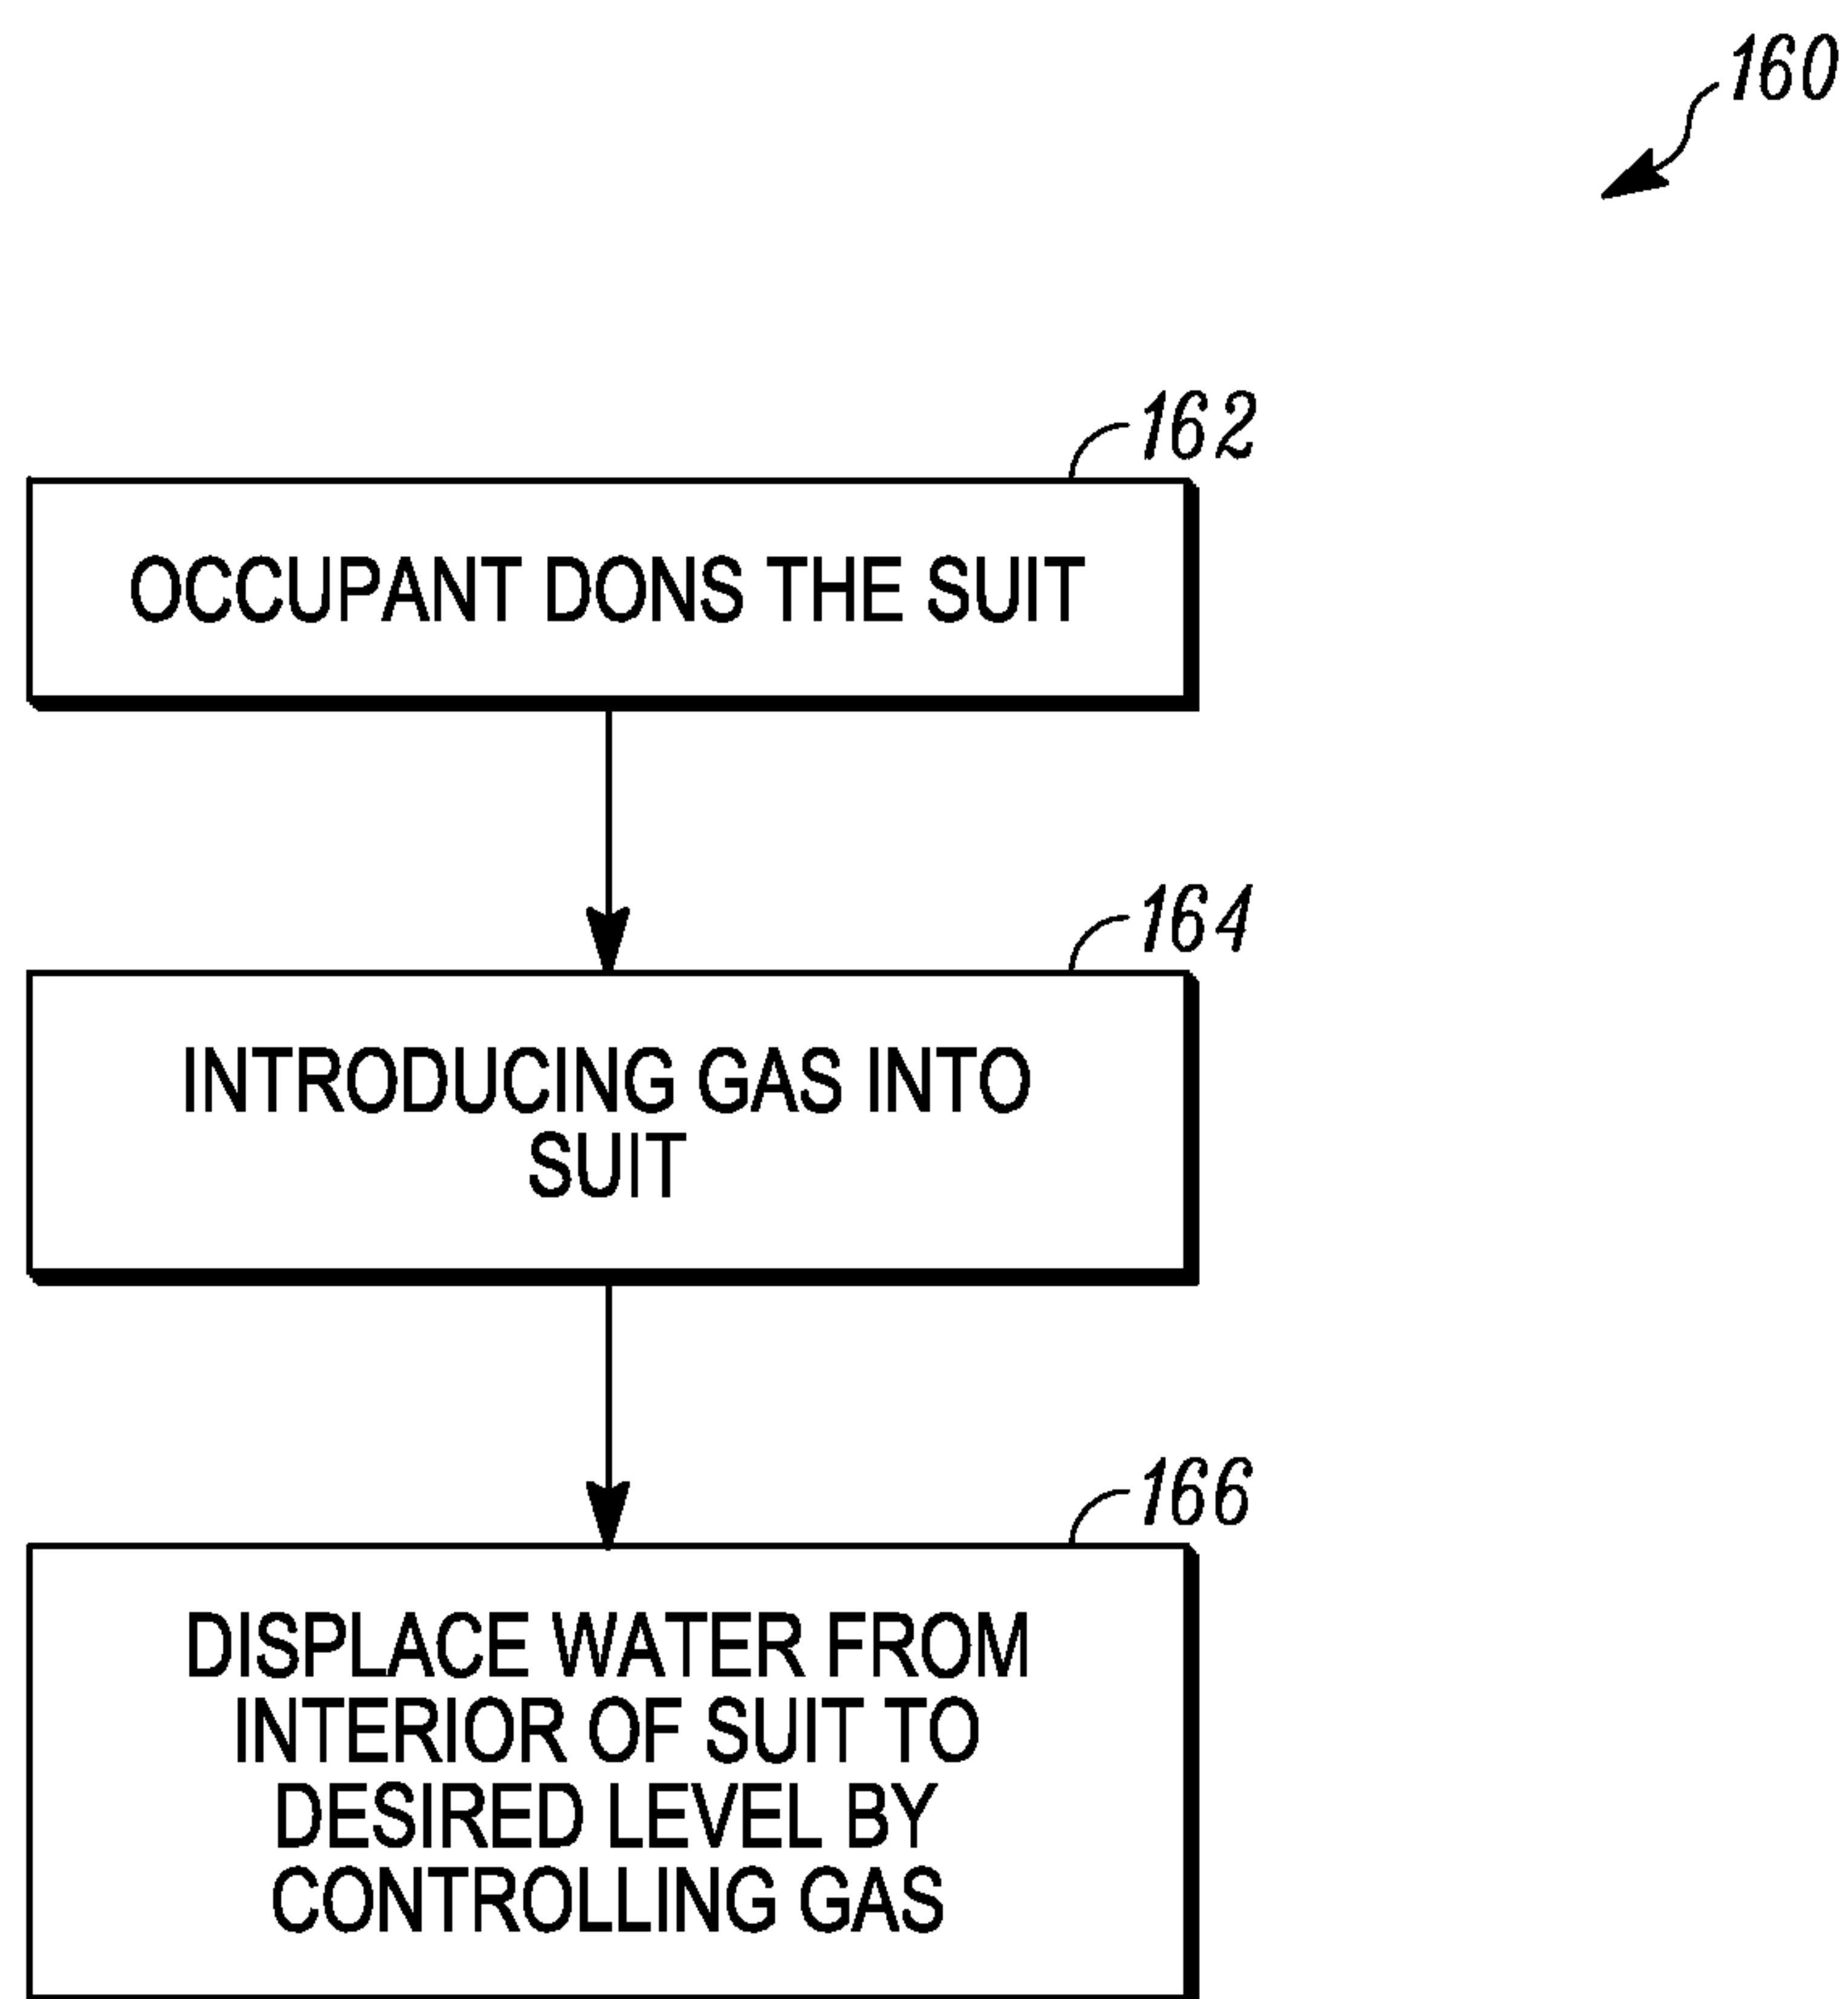 160
162
OCCUPANT DONS THE SUIT
164
INTRODUCING GAS INTO
SUIT
166
DISPLACE WATER FROM
INTERIOR OF SUIT TO
DESIRED LEVEL BY
CONTROLLING GAS